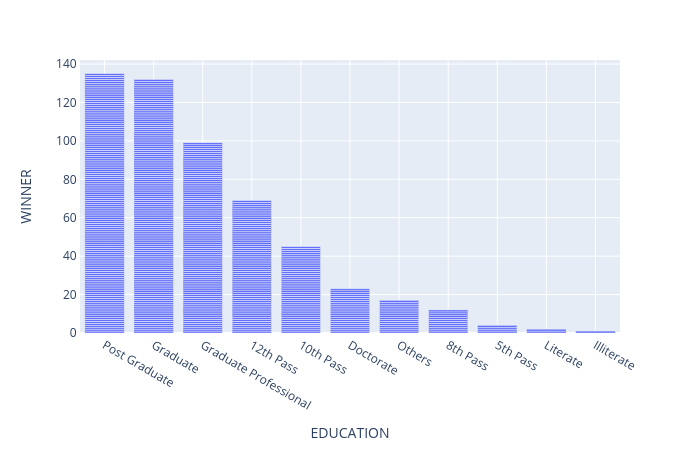 140
120
100
80
60
40
20
0
WINNER
Post Graduate
Graduate
Graduate Professional
12th Pass
10th Pass
Doctorate
Others
8th Pass
5th Pass
Literate
Illiterate
EDUCATION